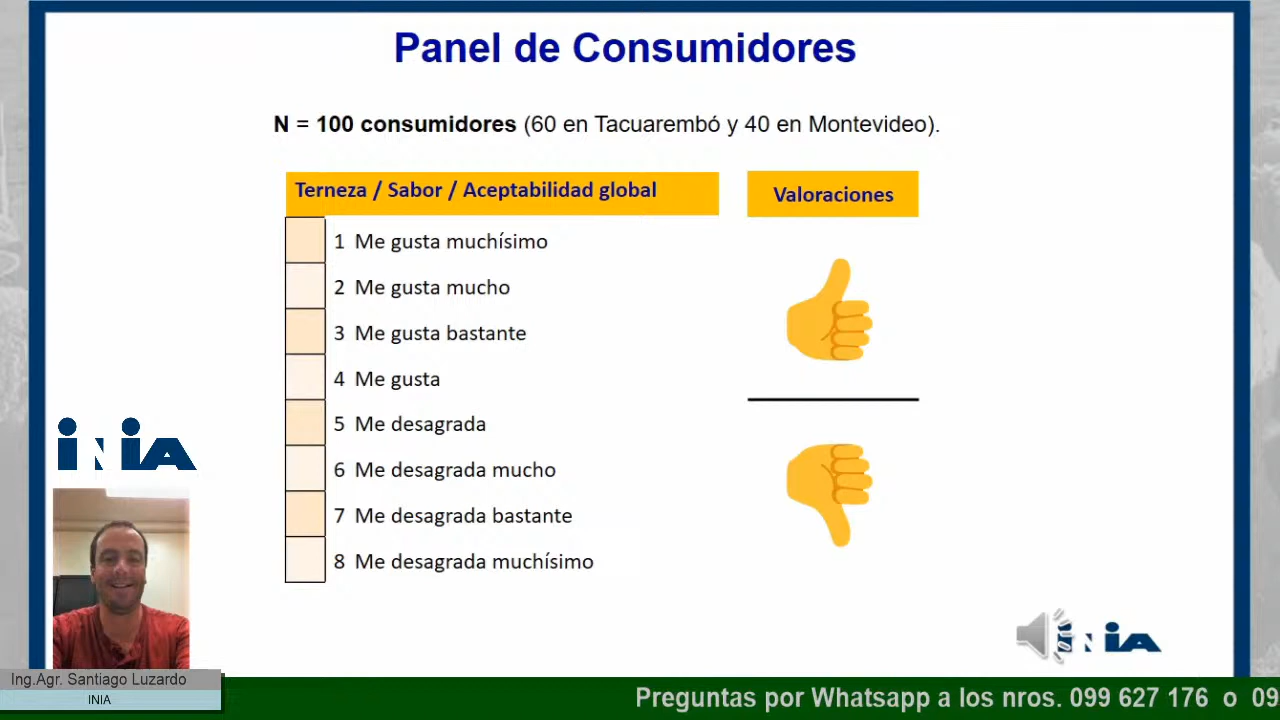 Panel de Consumidores
N = 100 consumidores (60 en Tacuarembó y 40 en Montevideo).
Terneza / Sabor / Aceptabilidad global
Valoraciones
1 Me gusta muchísimo
2 Me gusta mucho
3 Me gusta bastante
4 Me gusta
5 Me desagrada
6 Me desagrada mucho
7 Me desagrada bastante
8 Me desagrada muchísimo
iNiA
iNiA
Ing.Agr. Santiago Luzardo
INIA
Preguntas por Whatsapp a los nros. 099 627 176 o 09